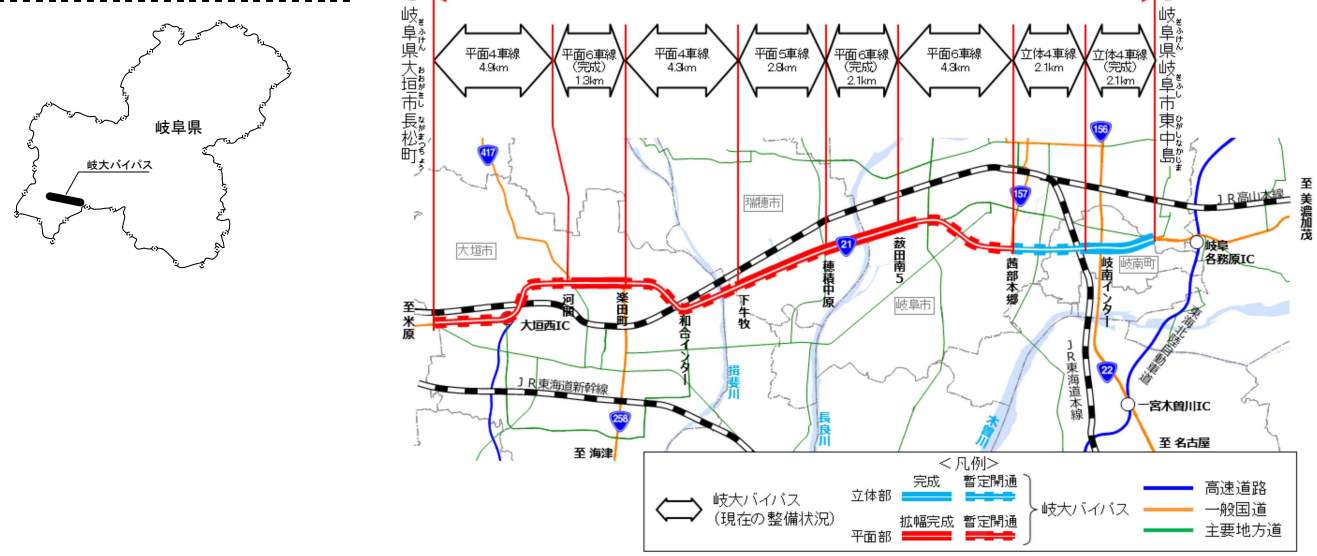 岐阜県
岐大バイパス
岐阜県大垣市長松町
ぎふけん
おおがきし
ながまつちょう
平面4車線
4.9km
平面6車線
(完成)
1.3km
平面4車線
4.3km
平面5車線
2.8km
平面6車線
(完成)
2.1km
平面6車線
4.3km
立体4車線
2.1km
立体4車線
(完成)
2.1km
岐阜県岐阜市東中島
ぎふけん
ぎふし
ひがしなかじま
417
156
157
21
22
258
瑞穂市
大垣市
岐阜市
岐南町
JR高山本線
至 美濃加茂
岐阜
各務原IC
至 米原
大垣西IC
河間
楽田町
和合インター
下牛牧
穂積中原
薮田南5
茜部本郷
岐南インター
JR東海道新幹線
JR東海道本線
東海北陸自動車道
揖斐川
長良川
木曽川
一宮木曽川IC
至 海津
至 名古屋
<凡例>
岐大バイパス
(現在の整備状況)
完成 暫定開通
立体部
拡幅完成 暫定開通
平面部
岐大バイパス
高速道路
一般国道
主要地方道